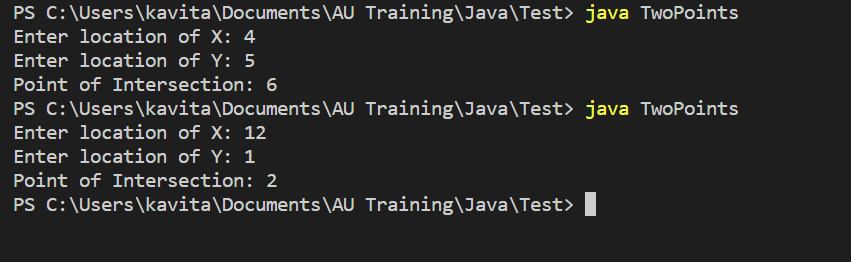 PS C:\Users\kavita\Documents\AU Training\Java\Test> java TwoPoints
Enter location of X: 4
Enter location of Y: 5
Point of Intersection: 6
PS C:\Users\kavita\Documents\AU Training\Java\Test> java TwoPoints
Enter location of X: 12
Enter location of Y: 1
Point of Intersection: 2
PS C:\Users\kavita\Documents\AU Training\Java\Test>